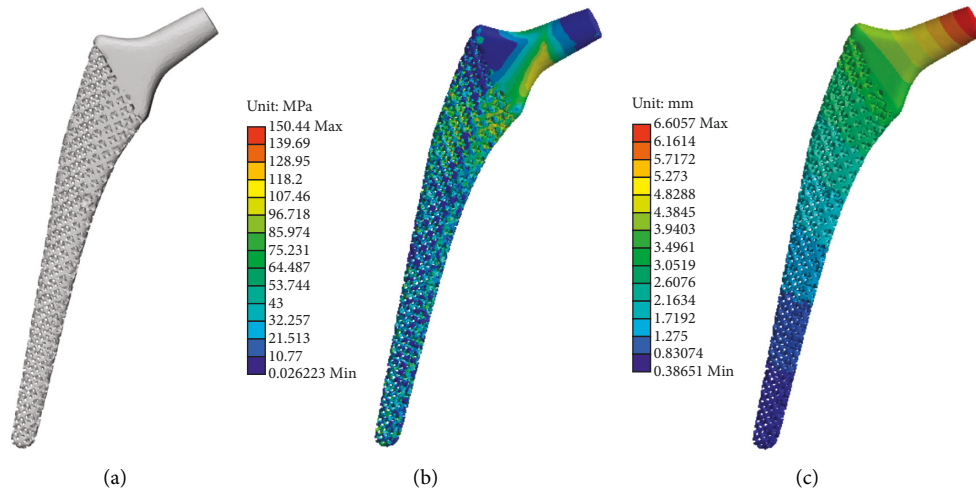 Unit: MPa
150.44 Max
139.69
128.95
118.2
107.46
96.718
85.974
75.231
64.487
53.744
43
32.257
21.513
10.77
0.026223 Min
Unit: mm
6.6057 Max
6.1614
5.7172
5.273
4.8288
4.3845
3.9403
3.4961
3.0519
2.6076
2.1634
1.7192
1.275
0.83074
0.38651 Min
(a)
(b)
(c)